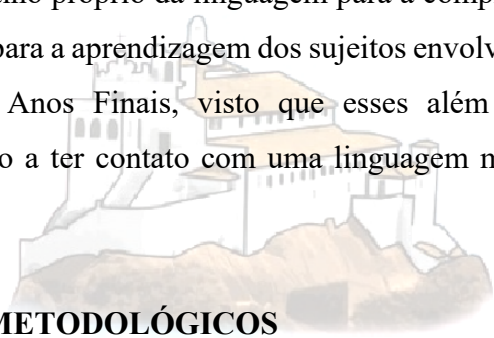 próprio da linguagem para a comp
para a aprendizagem dos sujeitos envolv
Anos Finais, visto que esses além
o a ter contato com uma linguagem
METODOLÓGICOS